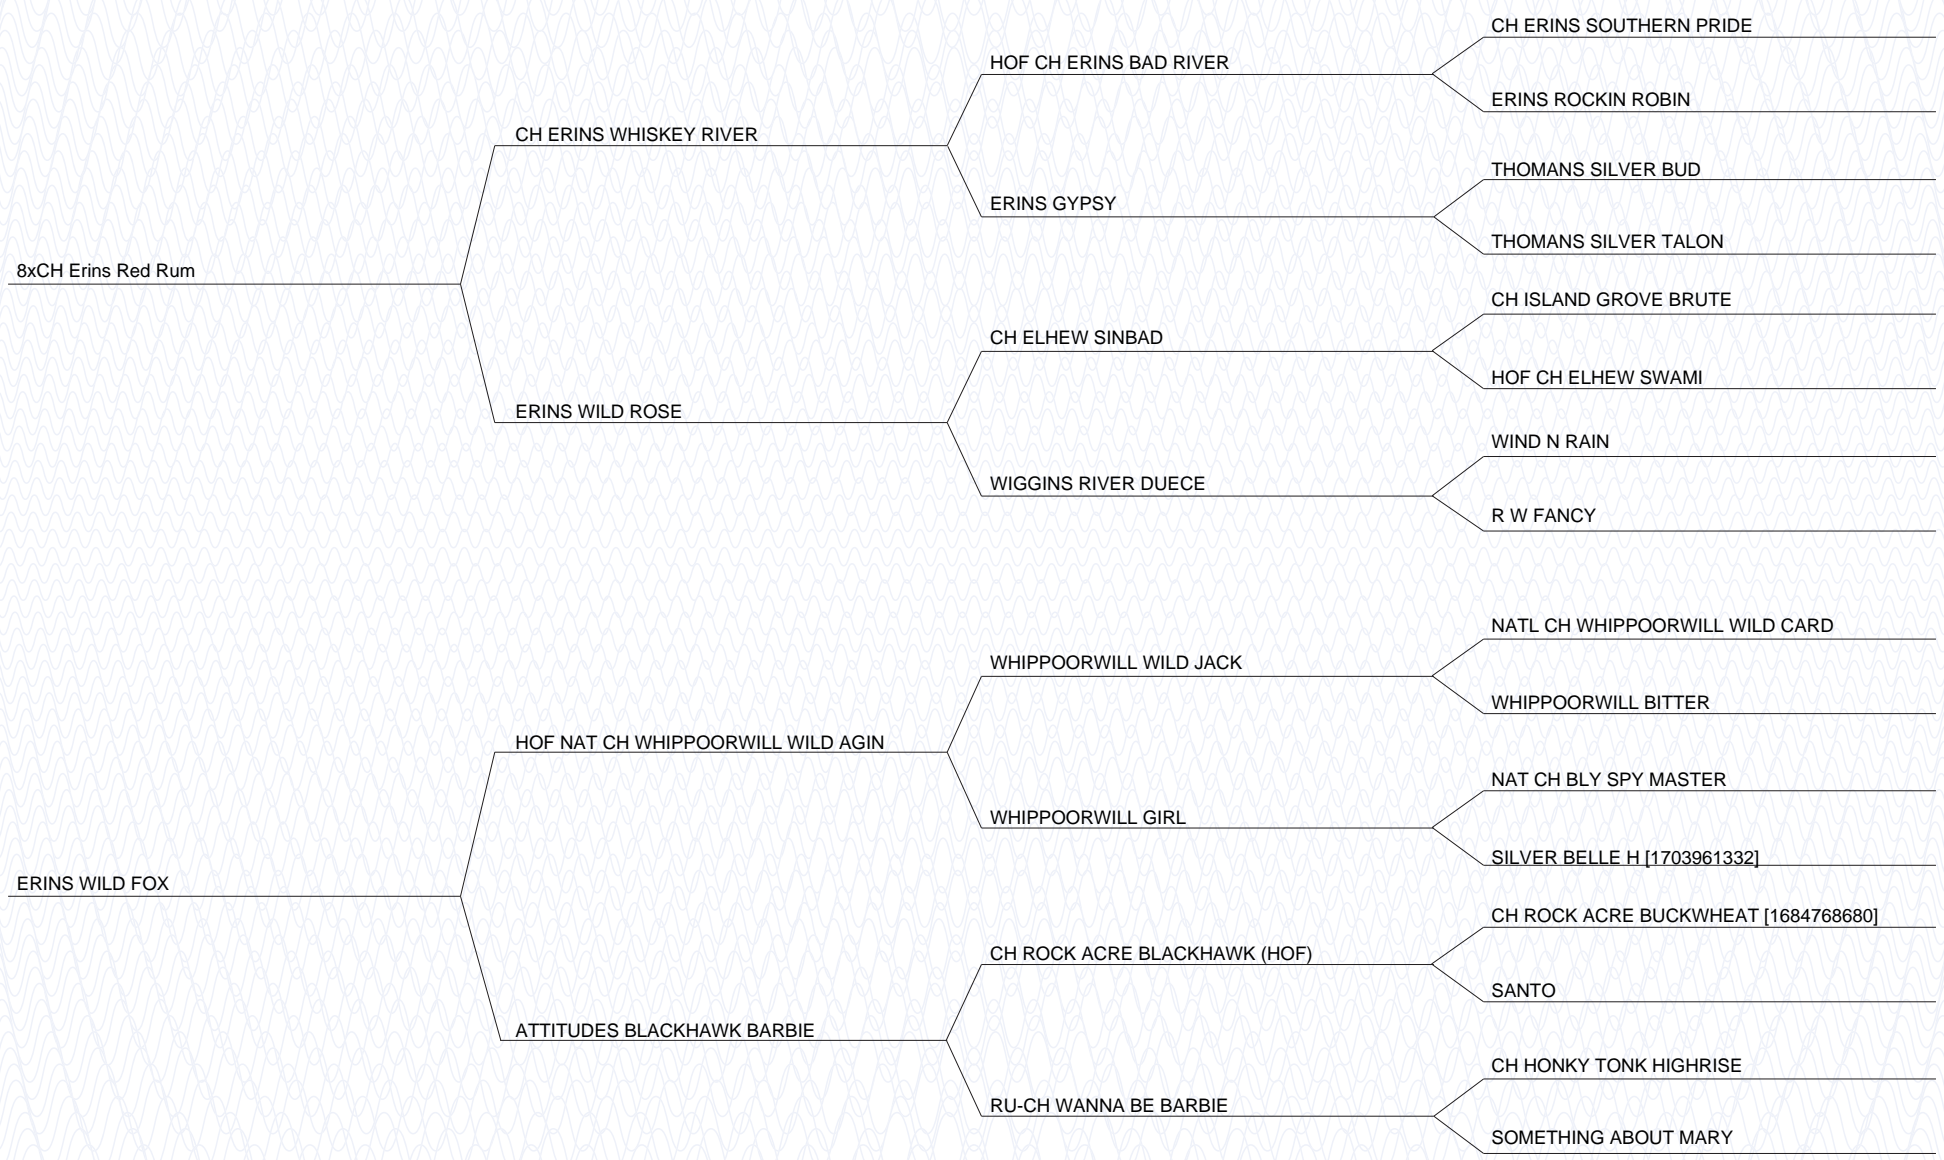 CH ERINS SOUTHERN PRIDE
HOF CH ERINS BAD RIVER
ERINS ROCKIN ROBIN
CH ERINS WHISKEY RIVER
THOMANS SILVER BUD
ERINS GYPSY
THOMANS SILVER TALON
8xCH Erins Red Rum
CH ISLAND GROVE BRUTE
CH ELHEW SINBAD
HOF CH ELHEW SWAMI
ERINS WILD ROSE
WIND N RAIN
WIGGINS RIVER DUECE
R W FANCY
NATL CH WHIPPOORWILL WILD CARD
WHIPPOORWILL WILD JACK
WHIPPOORWILL BITTER
HOF NAT CH WHIPPOORWILL WILD AGIN
NAT CH BLY SPY MASTER
WHIPPOORWILL GIRL
SILVER BELLE H [1703961332]
ERINS WILD FOX
CH ROCK ACRE BUCKWHEAT [1684768680]
CH ROCK ACRE BLACKHAWK (HOF)
SANTO
ATTITUDES BLACKHAWK BARBIE
CH HONKY TONK HIGHRISE
RU-CH WANNA BE BARBIE
SOMETHING ABOUT MARY